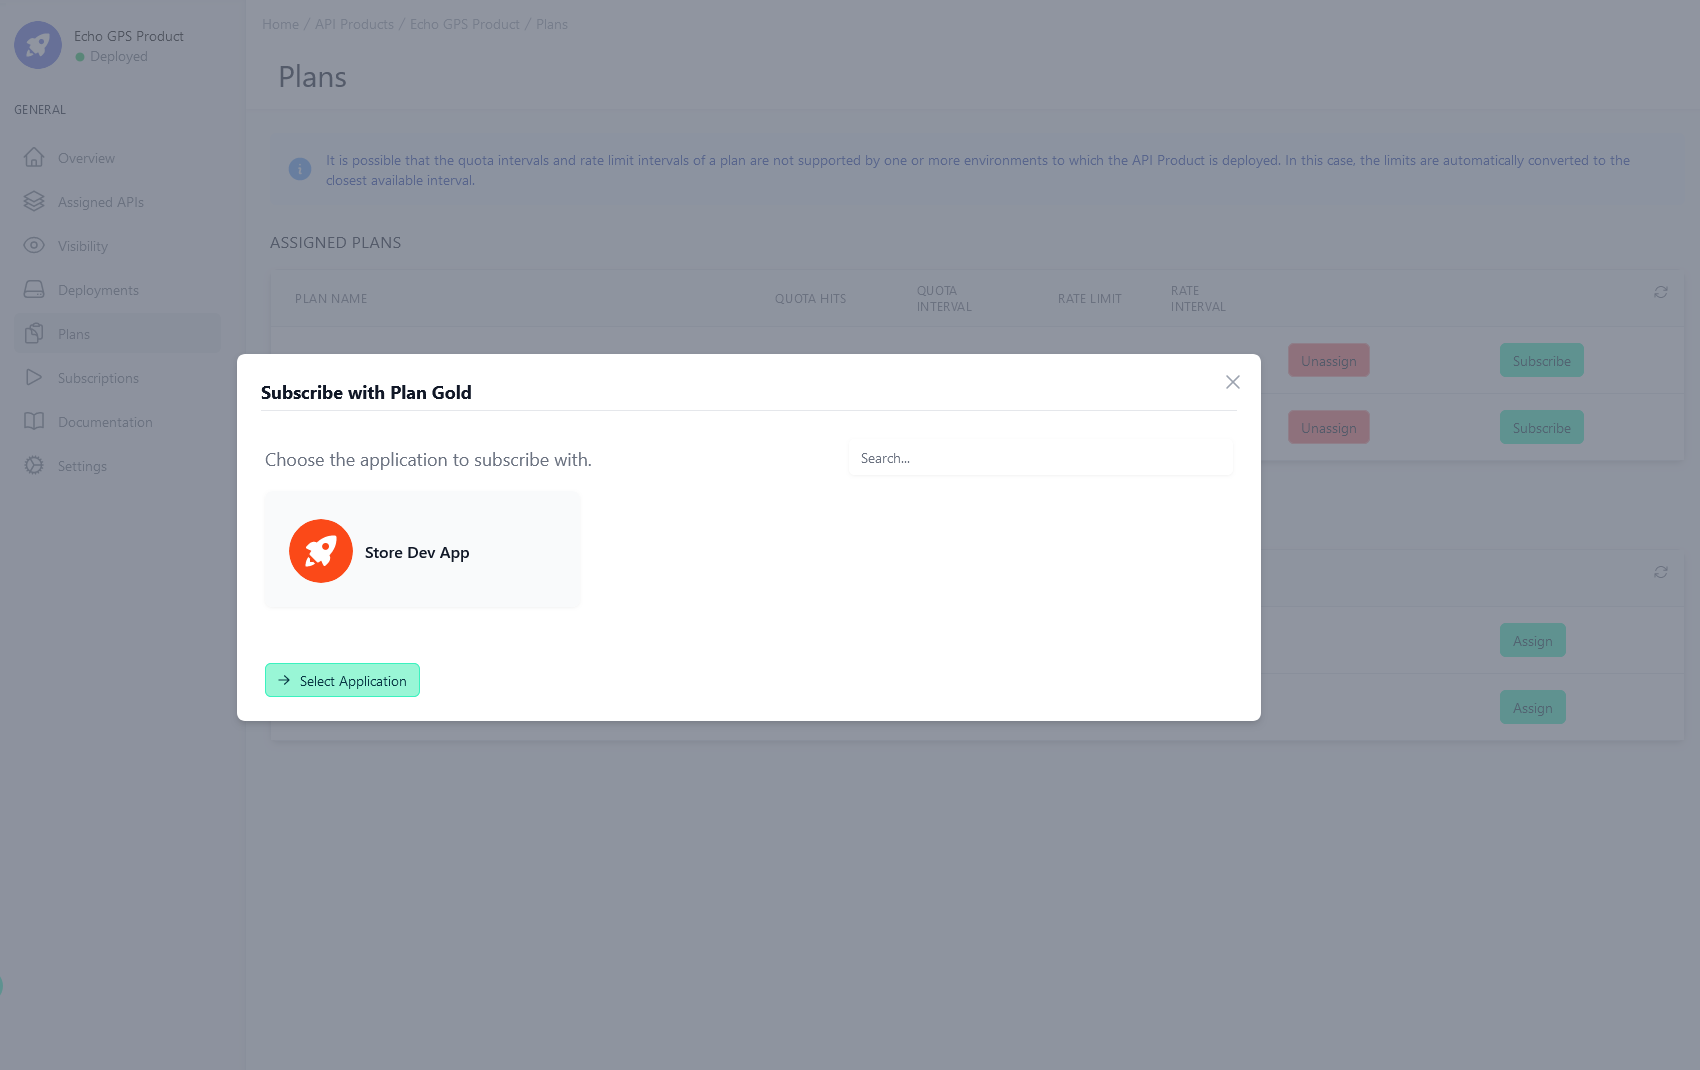 Echo GPS Product
Deployed
GENERAL
Overview
Assigned APIs
Visibility
Deployments
Plans
Subscriptions
Documentation
Settings
Home / API Products / Echo GPS Product / Plans
Plans
It is possible that the quota intervals and rate limit intervals of a plan are not supported by one or more environments to which the API Product is deployed. In this case, the limits are automatically converted to the
closest available interval.
ASSIGNED PLANS
PLAN NAME
QUOTA HITS
QUOTA
INTERVAL
RATE LIMIT
RATE
INTERVAL
Unassign
Subscribe
Unassign
Subscribe
Subscribe with Plan Gold
Choose the application to subscribe with.
Search...
Store Dev App
Select Application
Assign
Assign